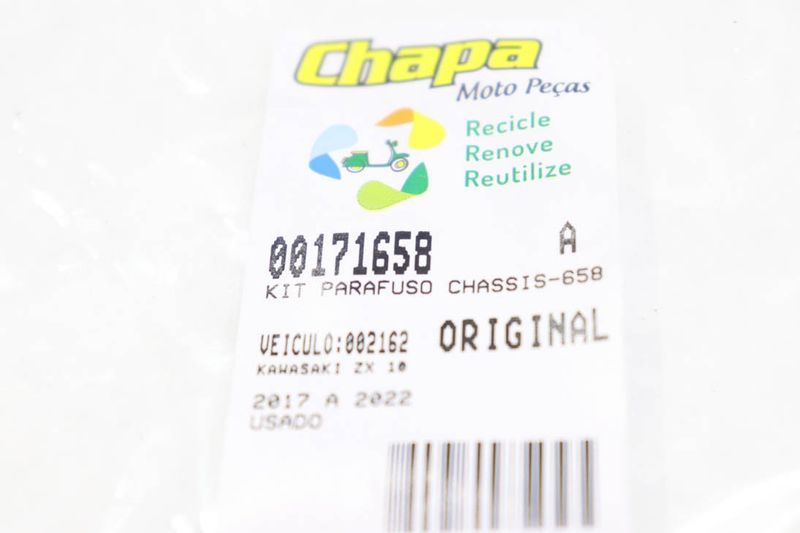 Chapa
Moto Peças
Recicle
Renove
Reutilize
00171658 A
KIT PARAFUSO CHASSIS-658
VEICULO:002162 ORIGINAL
KAWASAKI ZX 10
2017 A 2022
USADO